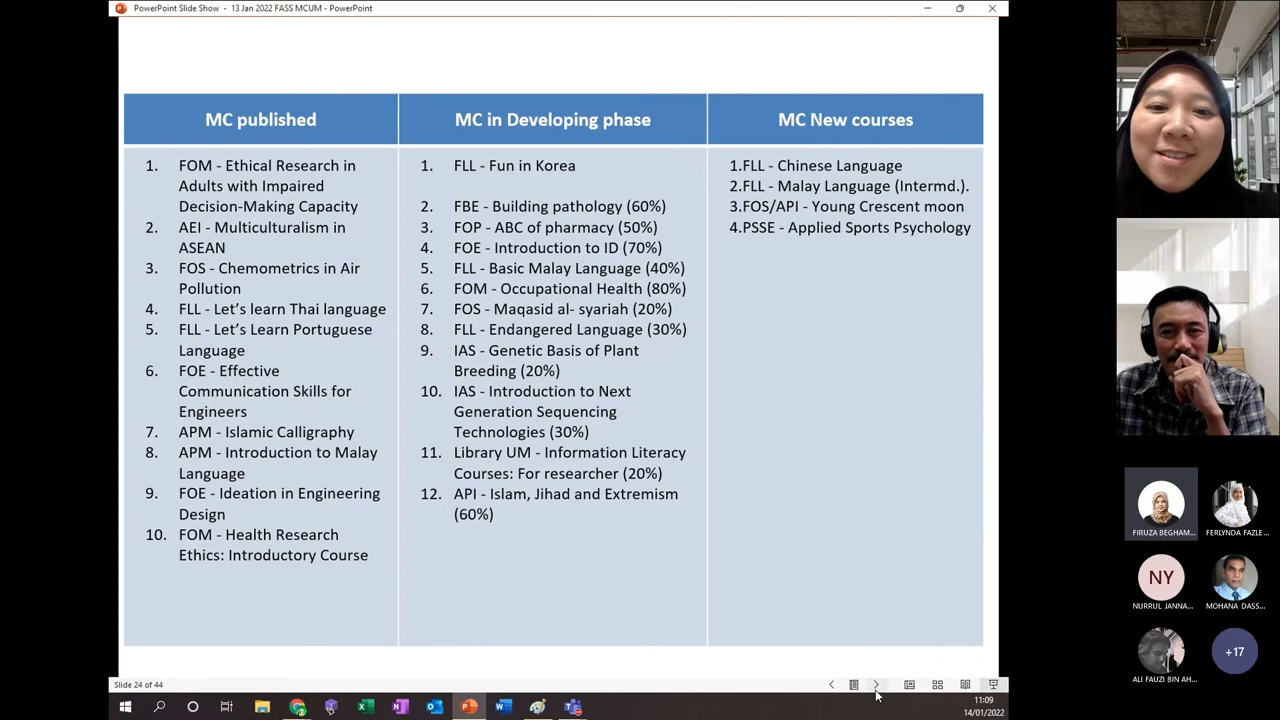 PowerPoint Slide Show - 13 Jan 2022 FASS MCUM - PowerPoint
MC published
1. FOM - Ethical Research in
Adults with Impaired
Decision-Making Capacity
2. AEI - Multiculturalism in
ASEAN
3. FOS - Chemometrics in Air
Pollution
4. FLL - Let’s learn Thai language
5. FLL - Let’s Learn Portuguese
Language
6. FOE - Effective
Communication Skills for
Engineers
7. APM - Islamic Calligraphy
8. APM - Introduction to Malay
Language
9. FOE - Ideation in Engineering
Design
10. FOM - Health Research
Ethics: Introductory Course
MC in Developing phase
1. FLL - Fun in Korea
2. FBE - Building pathology (60%)
3. FOP - ABC of pharmacy (50%)
4. FOE - Introduction to ID (70%)
5. FLL - Basic Malay Language (40%)
6. FOM - Occupational Health (80%)
7. FOS - Maqasid al- syariah (20%)
8. FLL - Endangered Language (30%)
9. IAS - Genetic Basis of Plant
Breeding (20%)
10. IAS - Introduction to Next
Generation Sequencing
Technologies (30%)
11. Library UM - Information Literacy
Courses: For researcher (20%)
12. API - Islam, Jihad and Extremism
(60%)
MC New courses
1.FLL - Chinese Language
2.FLL - Malay Language (Intermd.).
3.FOS/API - Young Crescent moon
4.PSSE - Applied Sports Psychology
Slide 24 of 44
11:09
14/01/2022
FIRUZA BEGHAM...
FERLYNDA FAZLE...
NY
NURRUL JANNA...
MOHANA DASS...
ALI FAUZI BIN AH...
+17